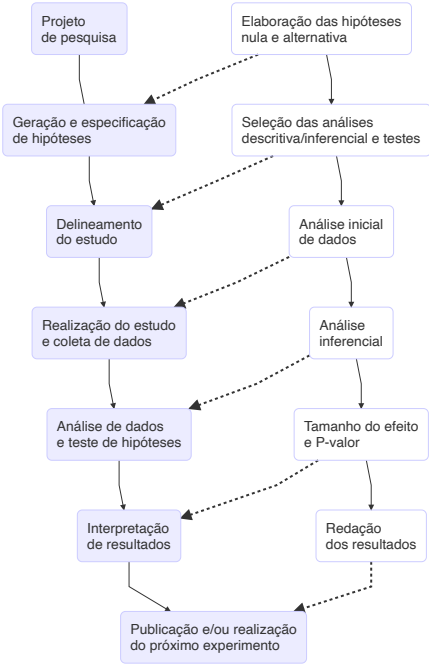 Projeto
de pesquisa
Elaboração das hipóteses
nula e alternativa
Geração e especificação
de hipóteses
Seleção das análises
descritiva/inferencial e testes
Delineamento
do estudo
Análise inicial
de dados
Realização do estudo
e coleta de dados
Análise
inferencial
Análise de dados
e teste de hipóteses
Tamanho do efeito
e P-valor
Interpretação
de resultados
Redação
dos resultados
Publicação e/ou realização
do próximo experimento